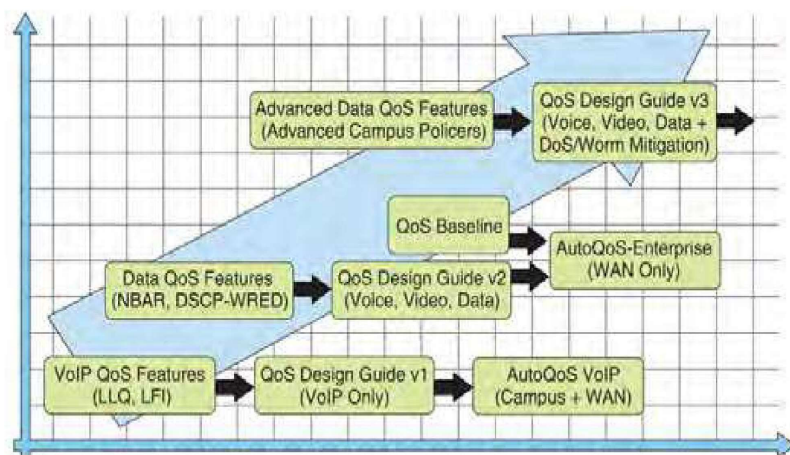 Advanced Data QoS Features
(Advanced Campus Policers)
QoS Design Guide v3
(Voice, Video, Data +
DoS/Worm Mitigation)
QoS Baseline
AutoQoS-Enterprise
(WAN Only)
Data QoS Features
(NBAR, DSCP-WRED)
QoS Design Guide v2
(Voice, Video, Data)
VoIP QoS Features
(LLQ, LFI)
QoS Design Guide v1
(VoIP Only)
AutoQoS VoIP
(Campus + WAN)